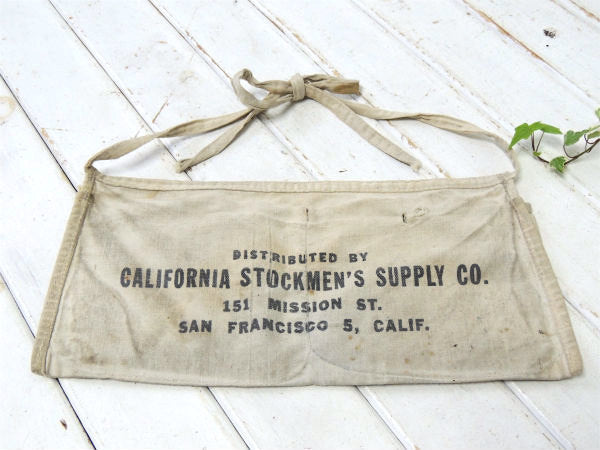 DISTRIBUTED BY
CALIFORNIA STOCKMEN'S SUPPLY CO.
151 MISSION ST.
SAN FRANCISCO 5, CALIF.